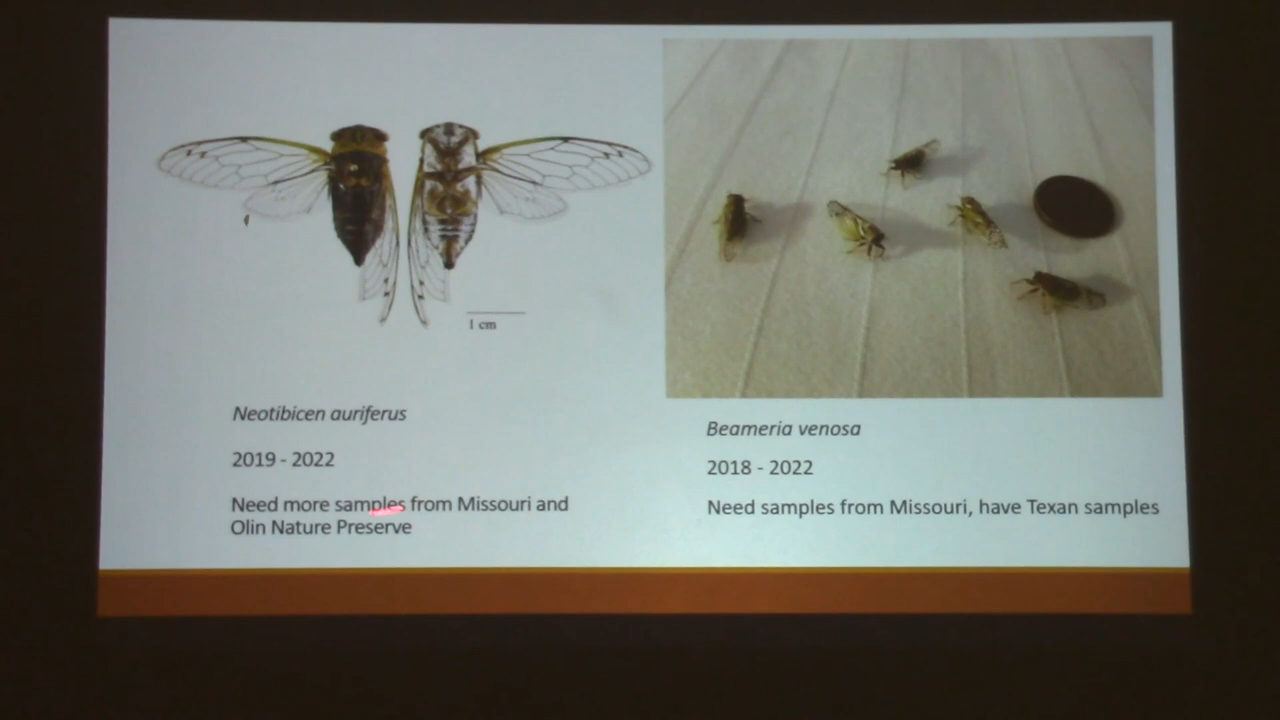 1 cm
Neotibicen auriferus
2019 - 2022
Need more samples from Missouri and
Olin Nature Preserve
Beameria venosa
2018 - 2022
Need samples from Missouri, have Texan samples